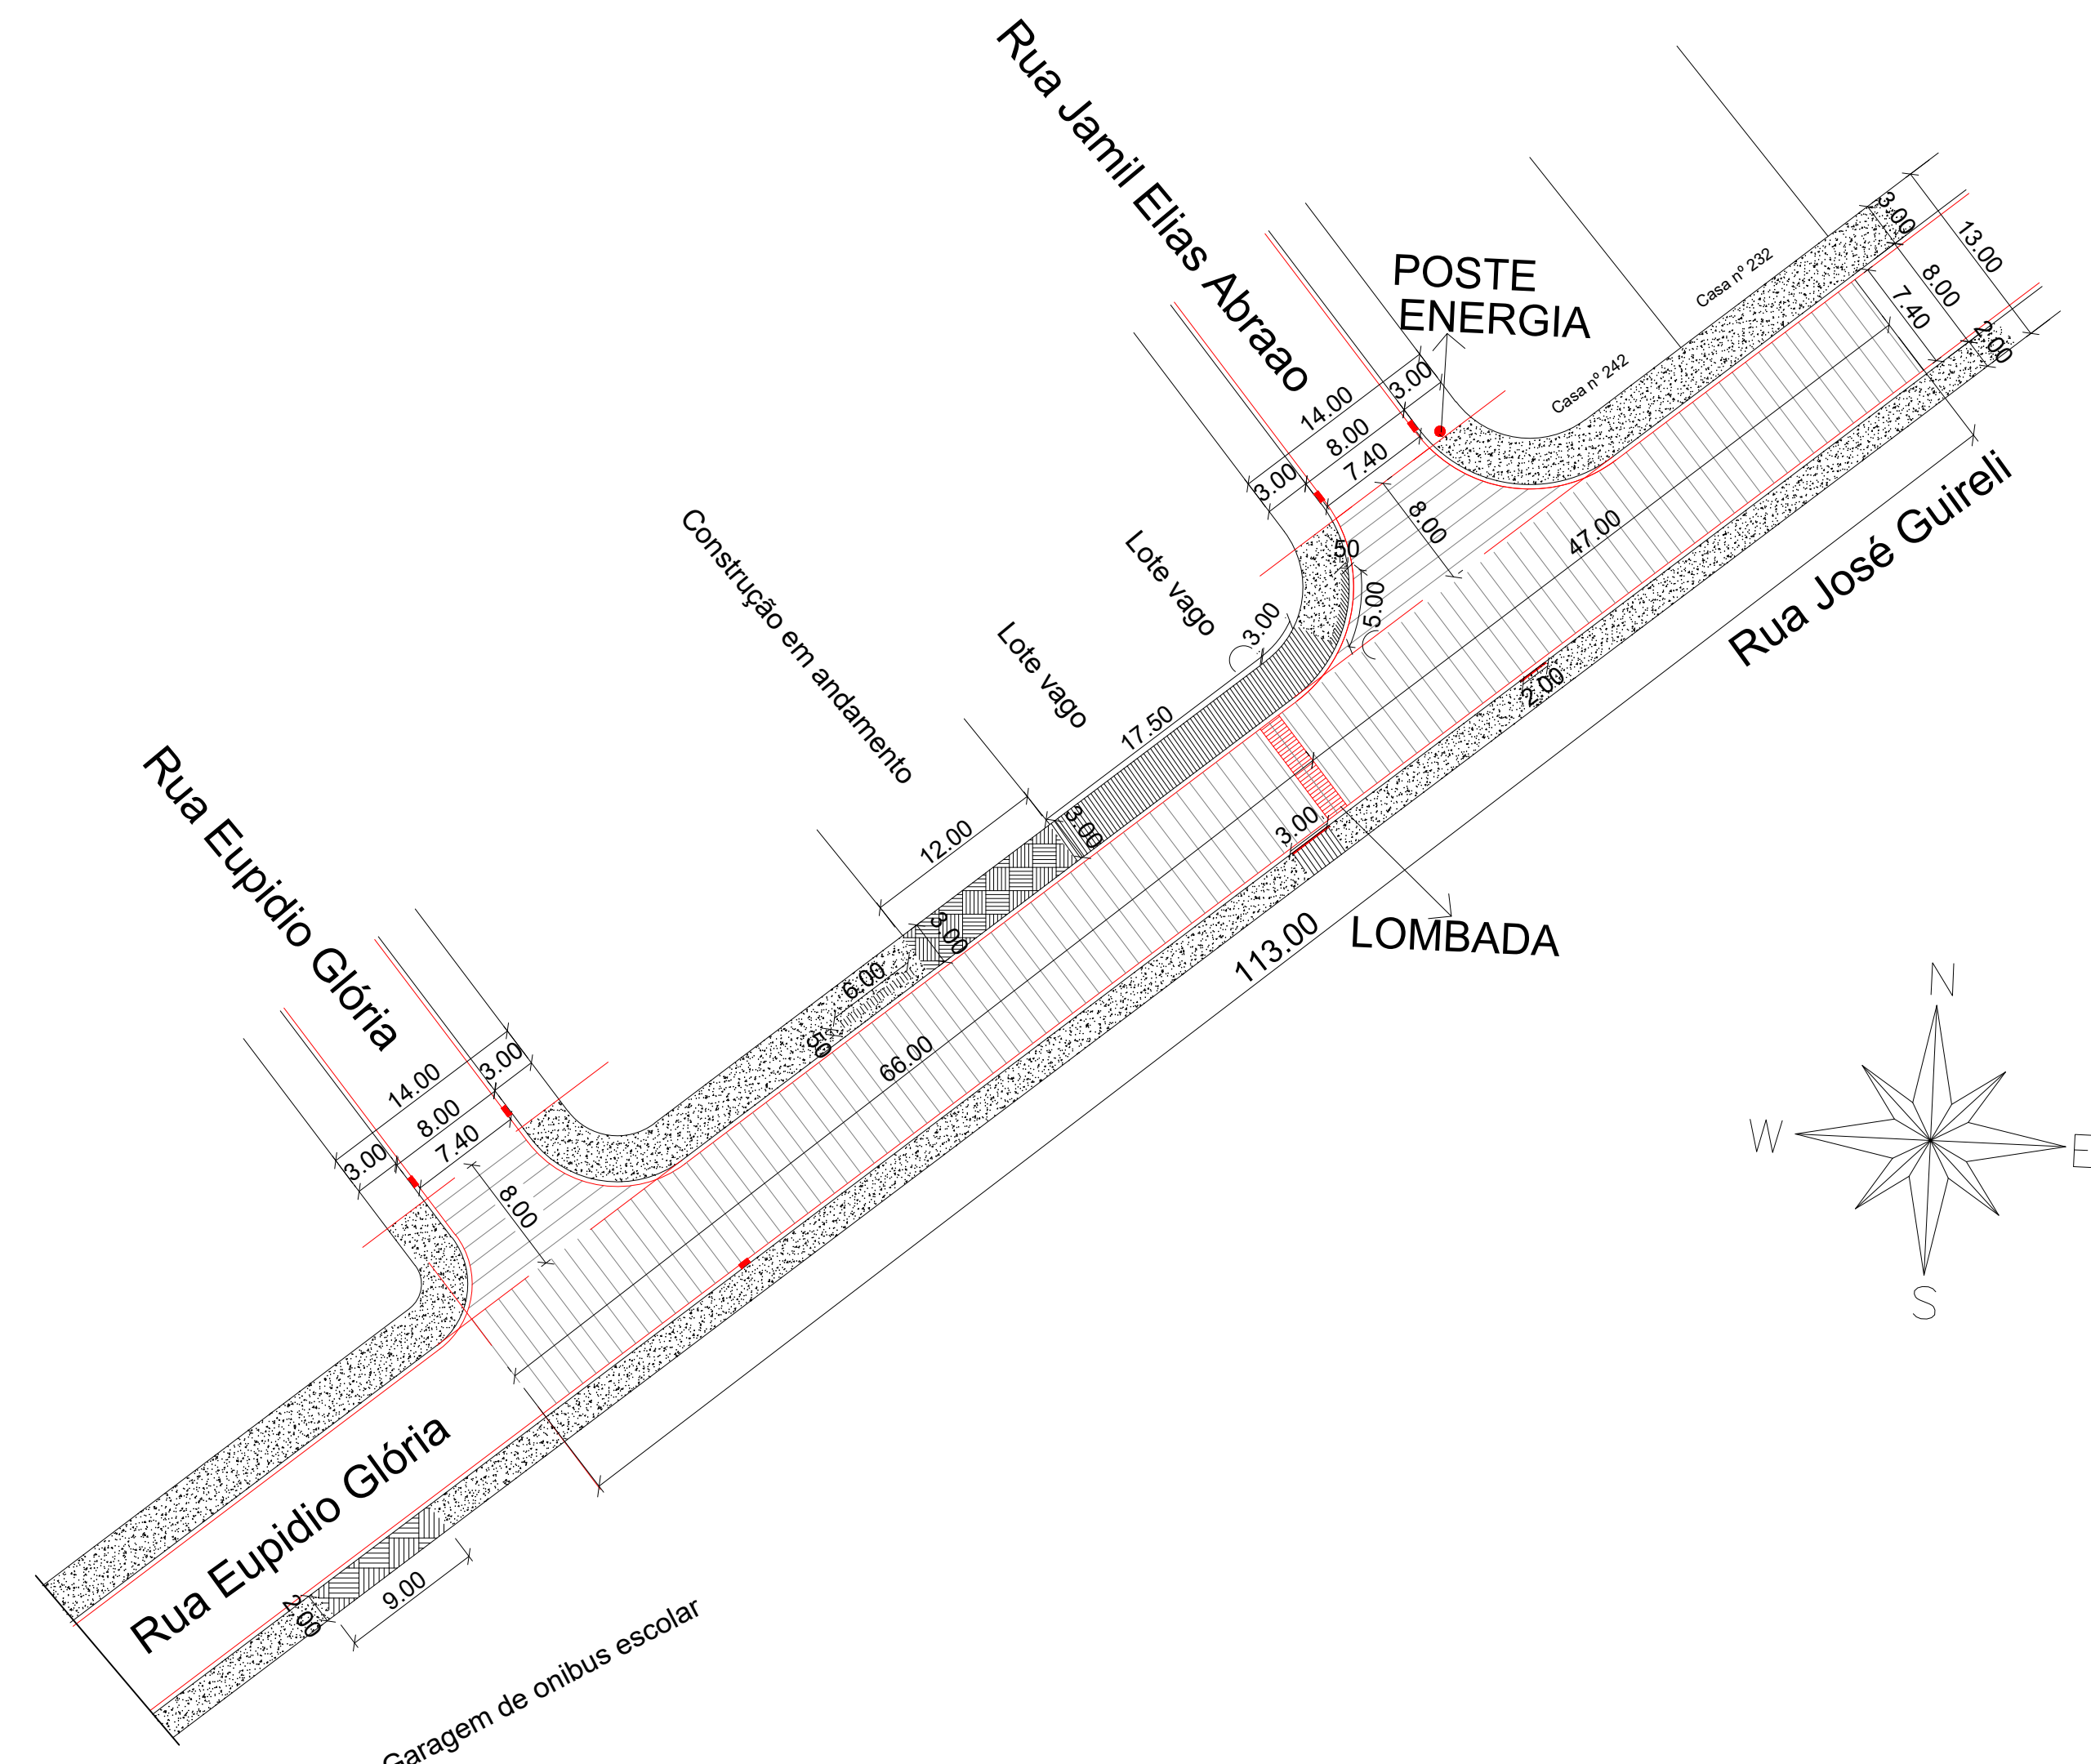 Rua Jamil Elias Abraao
POSTE
ENERGIA
Casa nº 232
Casa nº 242
3.00
13.00
8.00
7.40
2.00
14.00
3.00
8.00
7.40
3.00
8.00
50
5.00
47.00
Rua José Guireli
2.00
Construção em andamento
Lote vago
Lote vago
3.00
17.50
12.00
3.00
3.00
3.00
6.00
50
66.00
LOMBADA
113.00
Rua Eupidio Glória
14.00
3.00
8.00
7.40
3.00
8.00
N
W
E
S
Rua Eupidio Glória
2.00
9.00
Garagem de onibus escolar